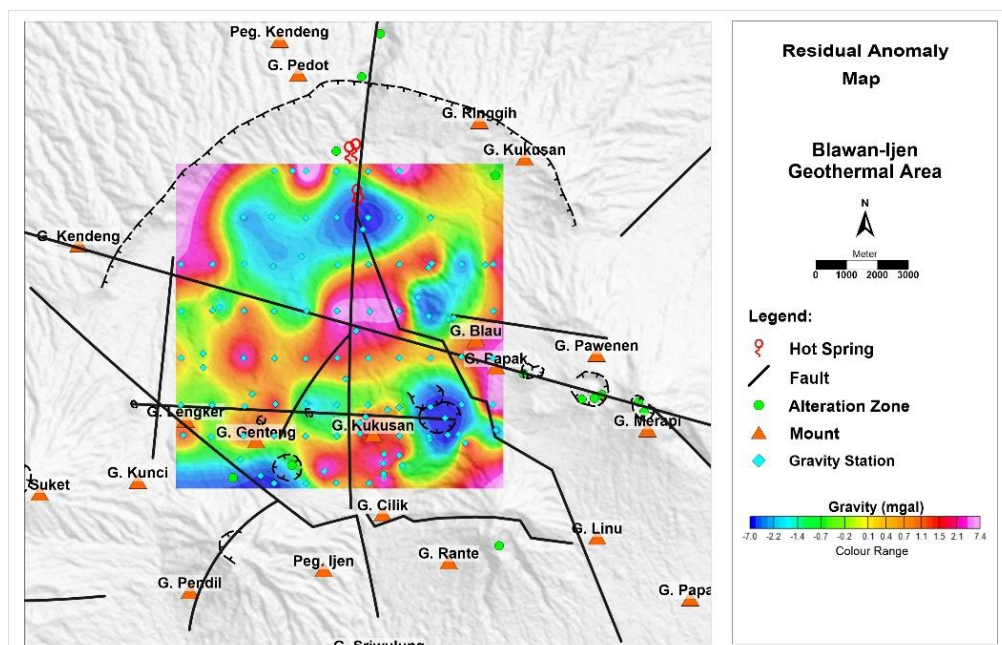 Peg. Kendeng
G. Pedot
G. Ringgih
G. Kukusan
G. Kendeng
G. Blau
G. Pawenen
G. Papak
G. Lengker
G. Genteng
G. Kukusan
G. Merapi
G. Kunci
Suket
G. Cilik
G. Linu
G. Rante
Peg. Ijen
G. Pendil
G. Papa
G. Sriwulung
Residual Anomaly
Map
Blawan-Ijen
Geothermal Area
N
Meter
0 1000 2000 3000
Legend:
Hot Spring
Fault
Alteration Zone
Mount
Gravity Station
Gravity (mgal)
-7.0 -2.2 -1.4 -0.7 -0.2 0.1 0.4 0.7 1.1 1.5 2.2 7.4
Colour Range